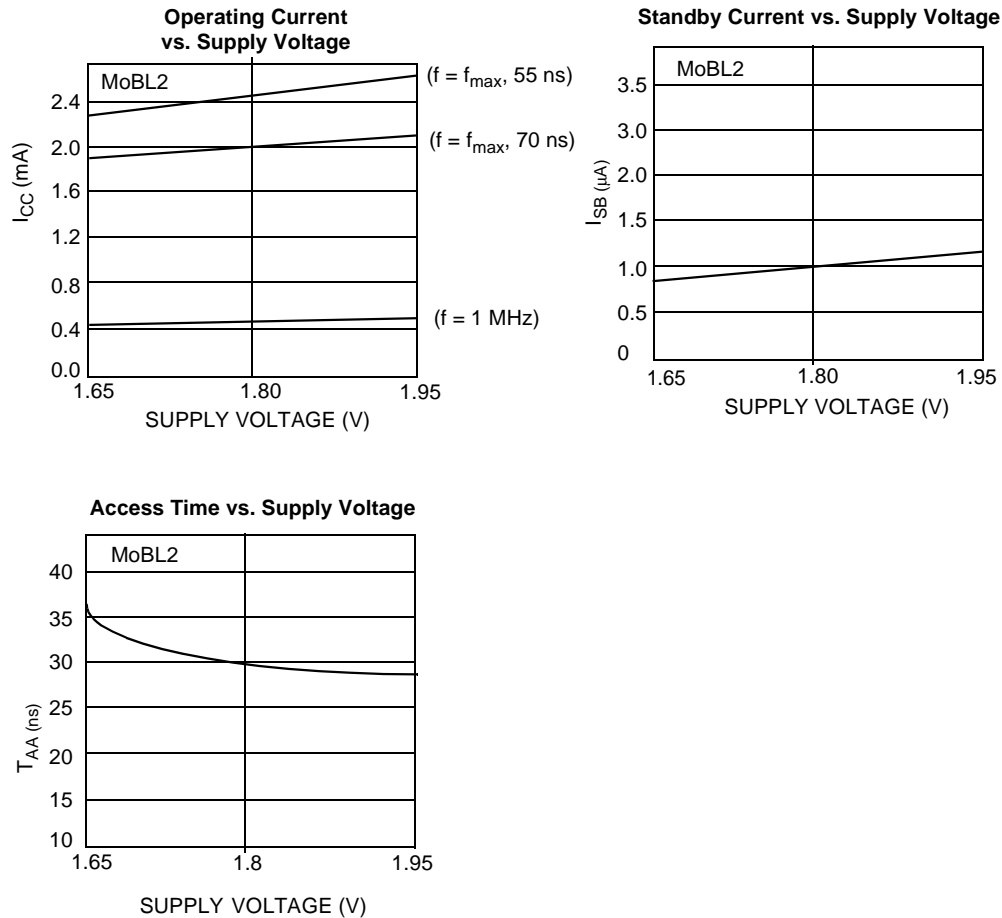 Operating Current
vs. Supply Voltage
MoBL2
(f = fmax, 55 ns)
(f = fmax, 70 ns)
(f = 1 MHz)
ICC (mA)
2.4
2.0
1.6
1.2
0.8
0.4
0.0
1.65
1.80
1.95
SUPPLY VOLTAGE (V)
Standby Current vs. Supply Voltage
MoBL2
ISB (µA)
3.5
3.0
2.0
1.5
1.0
0.5
0
1.65
1.80
1.95
SUPPLY VOLTAGE (V)
Access Time vs. Supply Voltage
MoBL2
TAA (ns)
40
35
30
25
20
15
10
1.65
1.8
1.95
SUPPLY VOLTAGE (V)